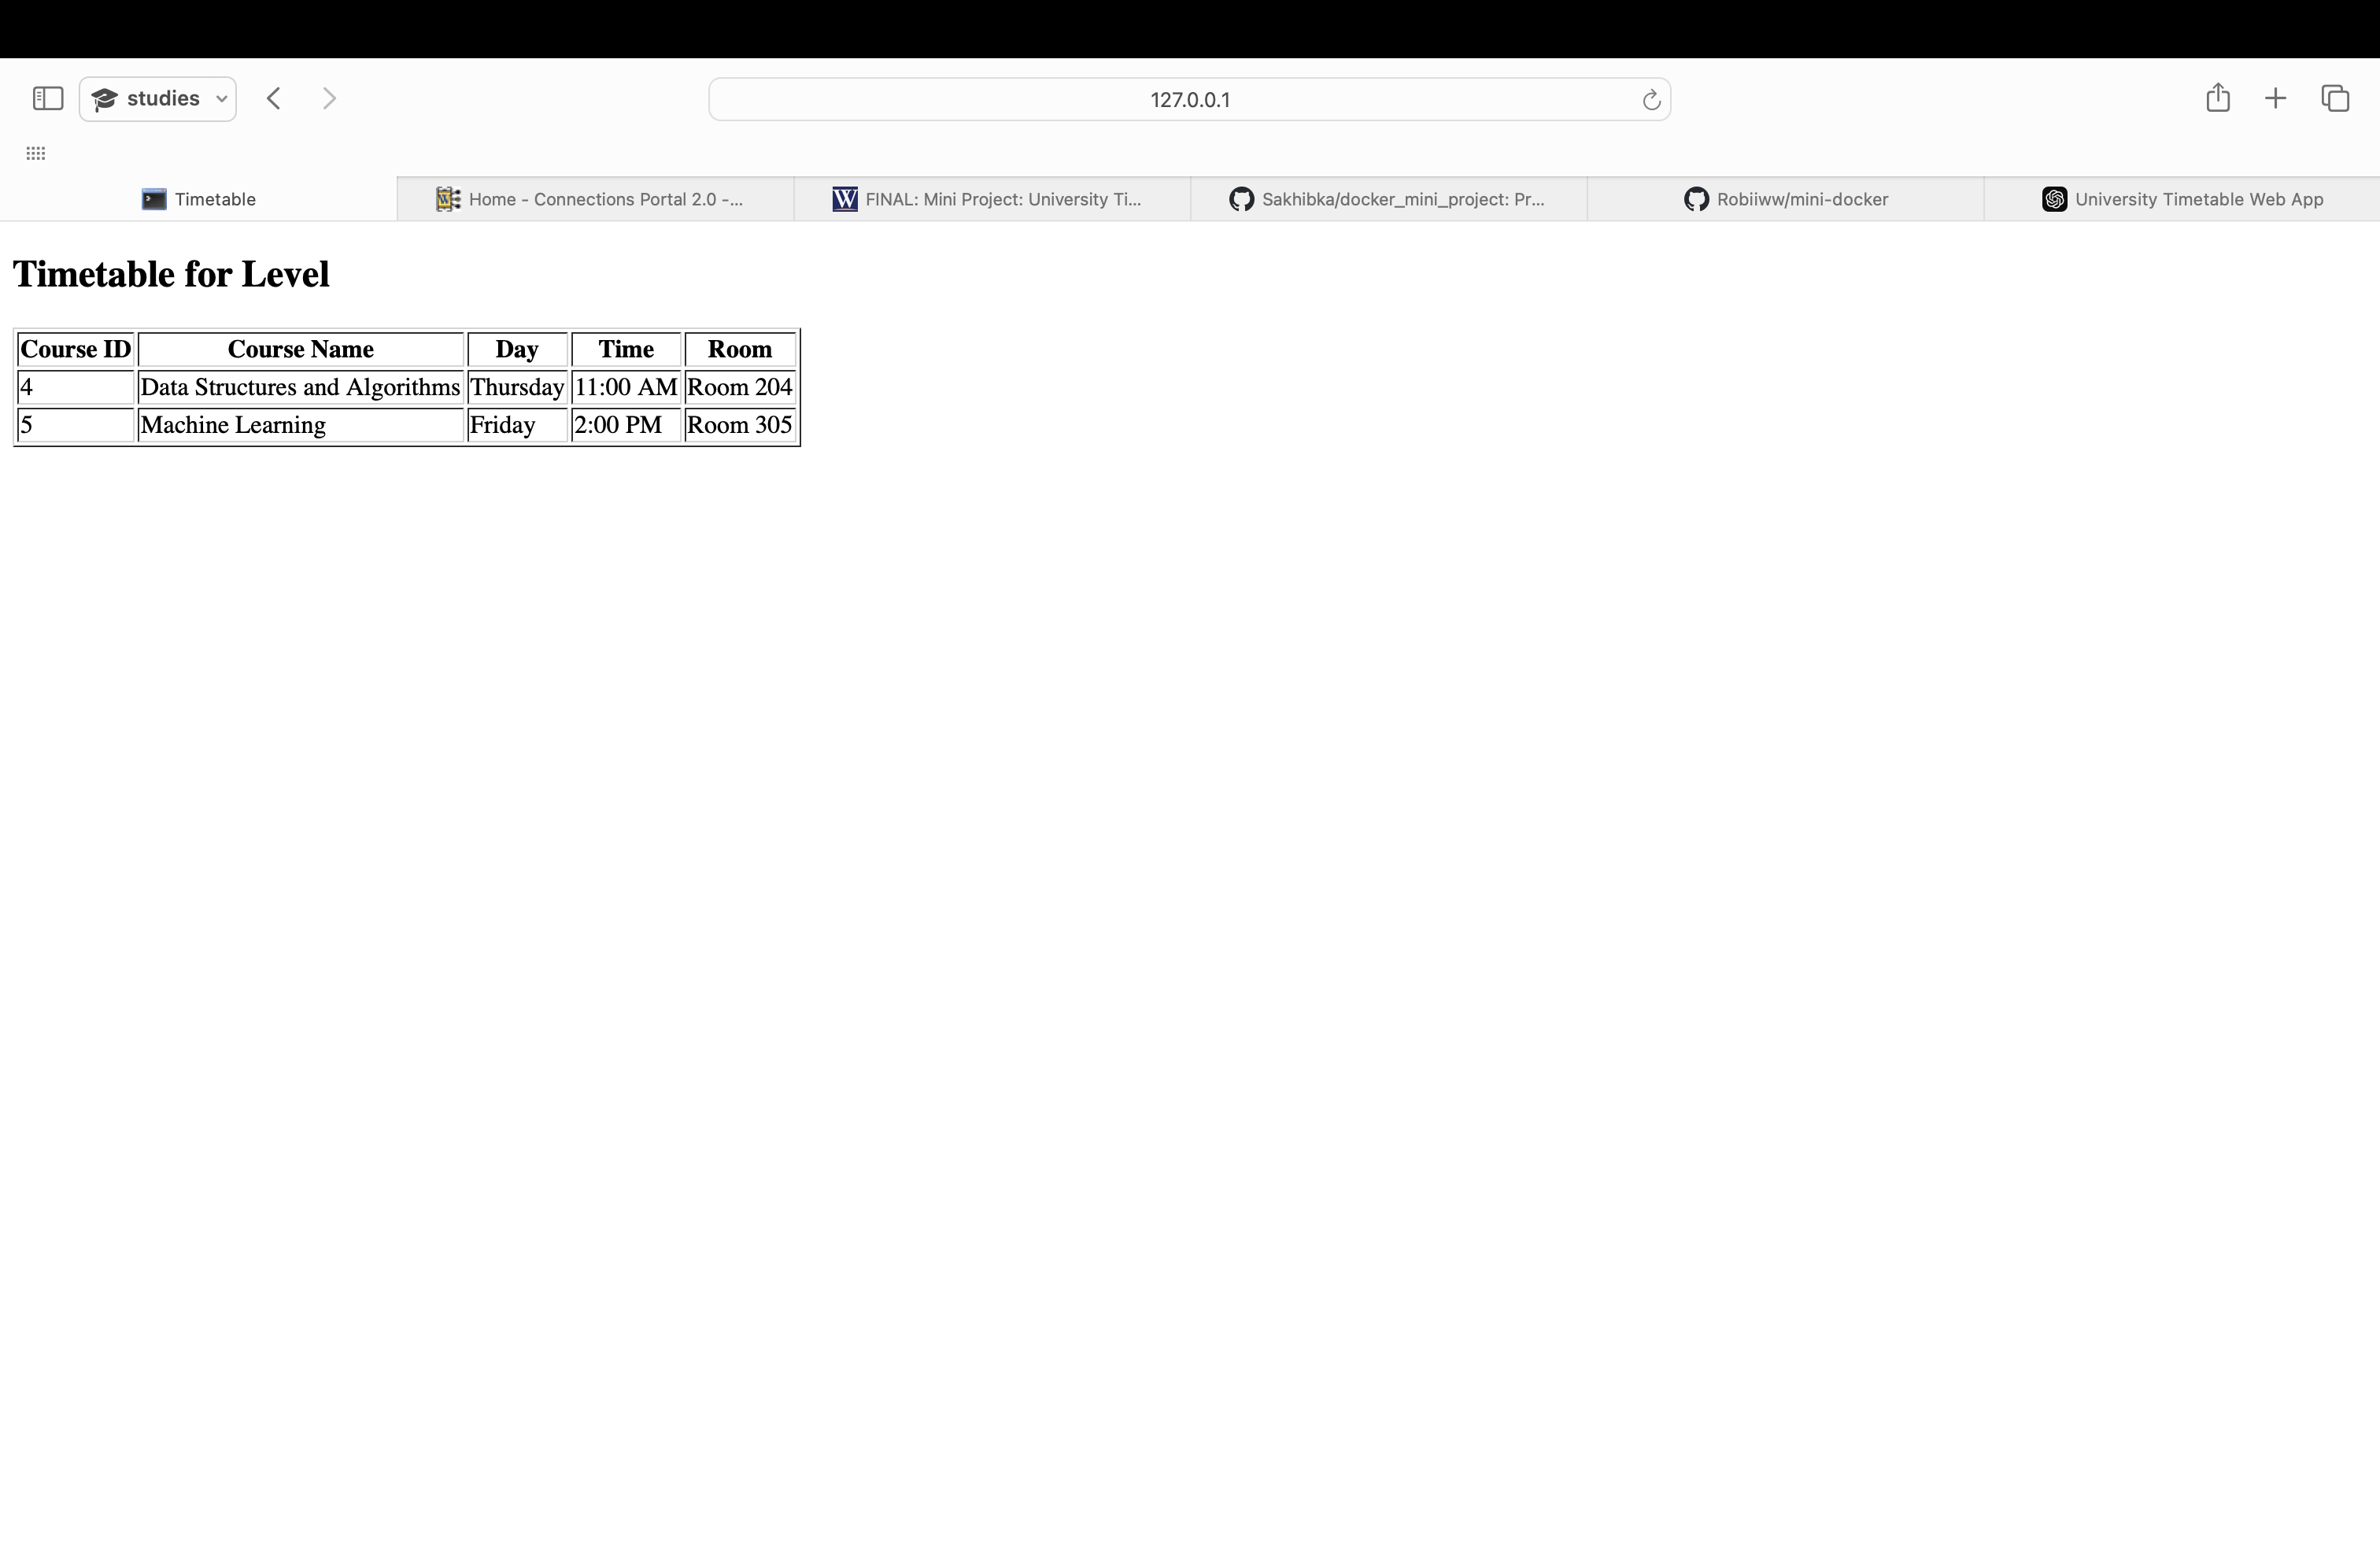 studies
127.0.0.1
Timetable
Home - Connections Portal 2.0 -...
FINAL: Mini Project: University Ti...
Sakhibka/docker_mini_project: Pr...
Robiiww/mini-docker
University Timetable Web App
Timetable for Level
Course ID Course Name Day Time Room
4 Data Structures and Algorithms Thursday 11:00 AM Room 204
5 Machine Learning Friday 2:00 PM Room 305